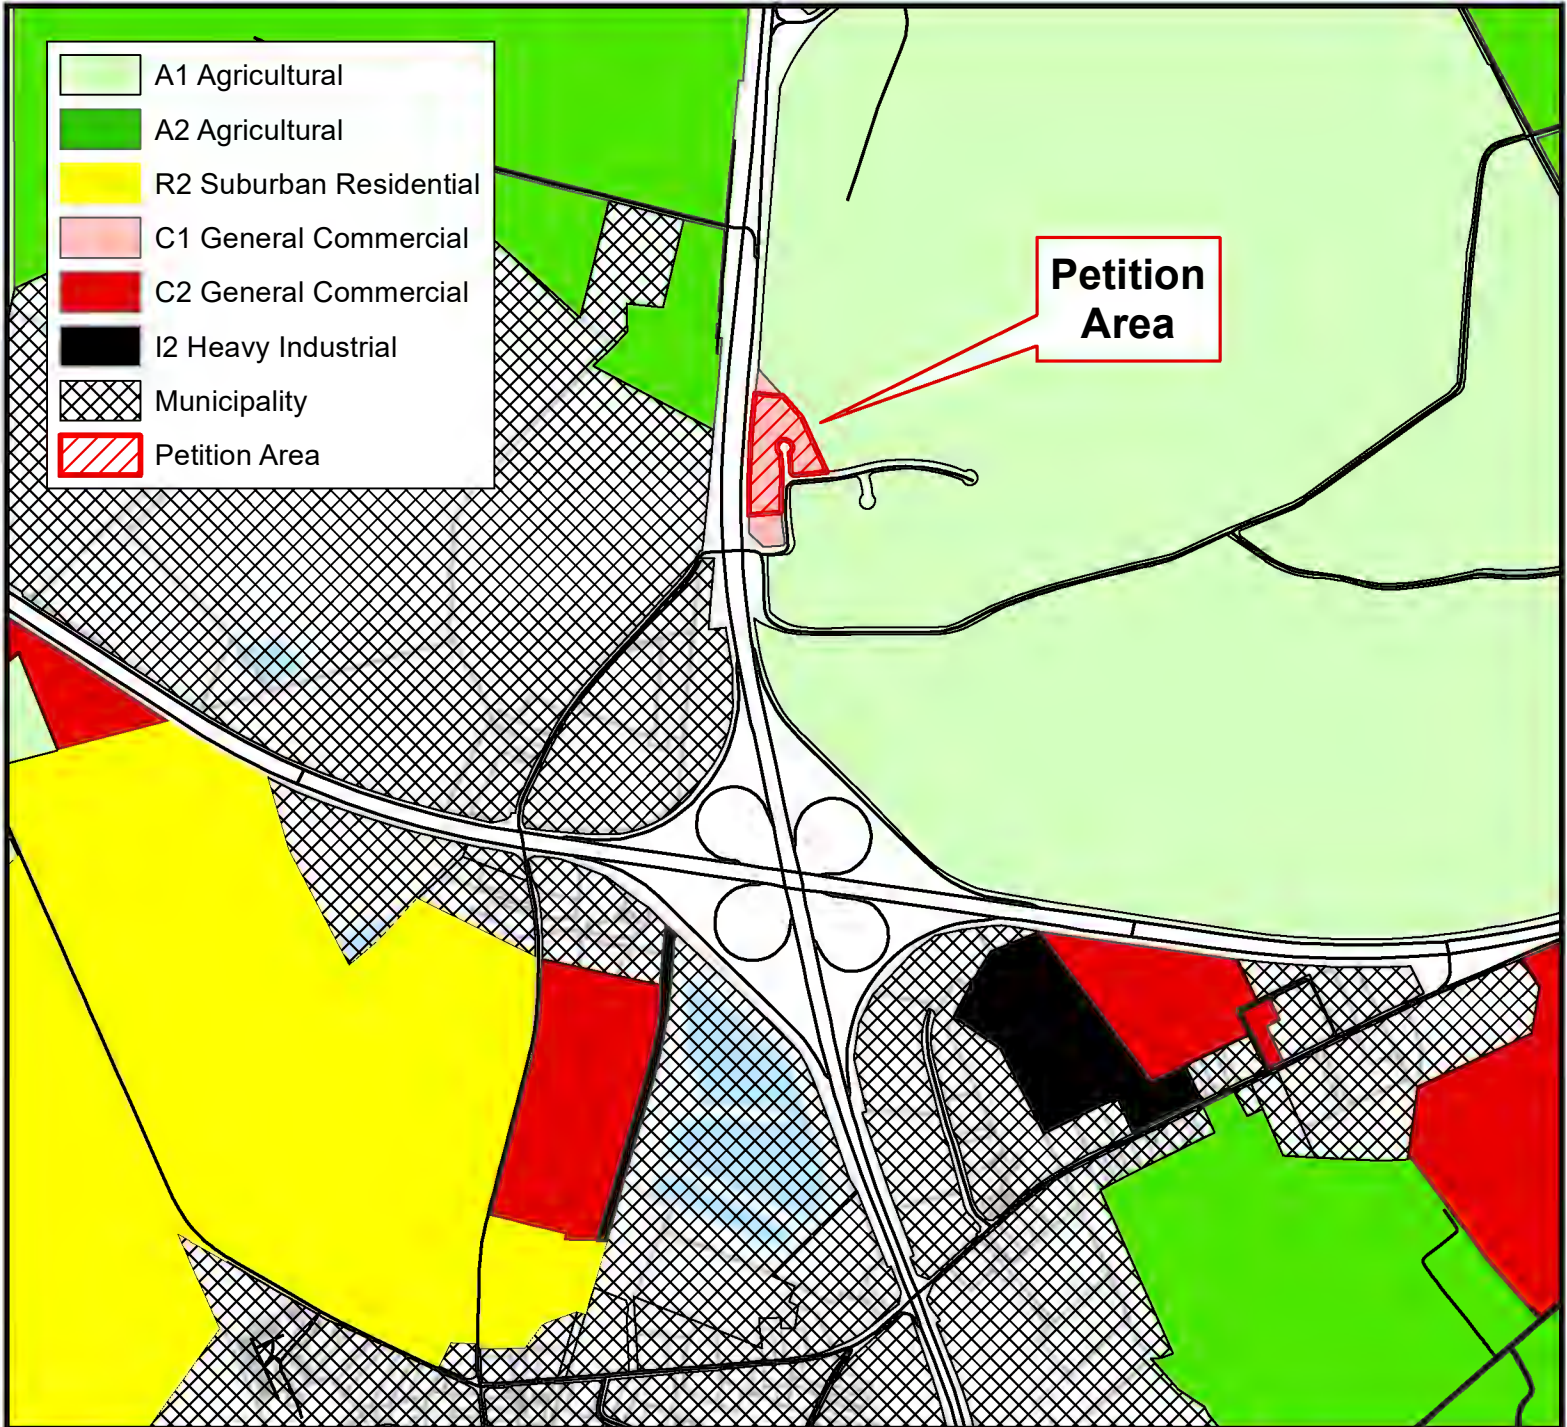 A1 Agricultural
A2 Agricultural
R2 Suburban Residential
C1 General Commercial
C2 General Commercial
I2 Heavy Industrial
Municipality
Petition Area
Petition
Area